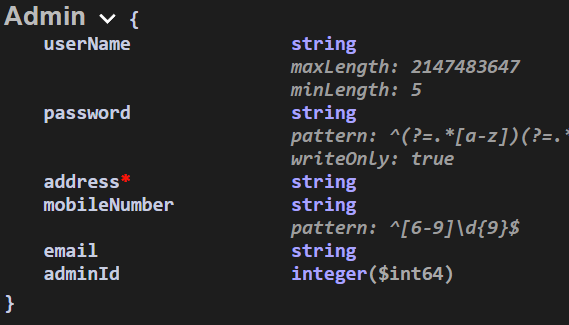 Admin {
userName string
maxLength: 2147483647
minLength: 5
password string
pattern: ^(?=.*[a-z])(?=.*
writeOnly: true
address* string
mobileNumber string
pattern: ^[6-9]\d{9}$
email string
adminId integer($int64)
}